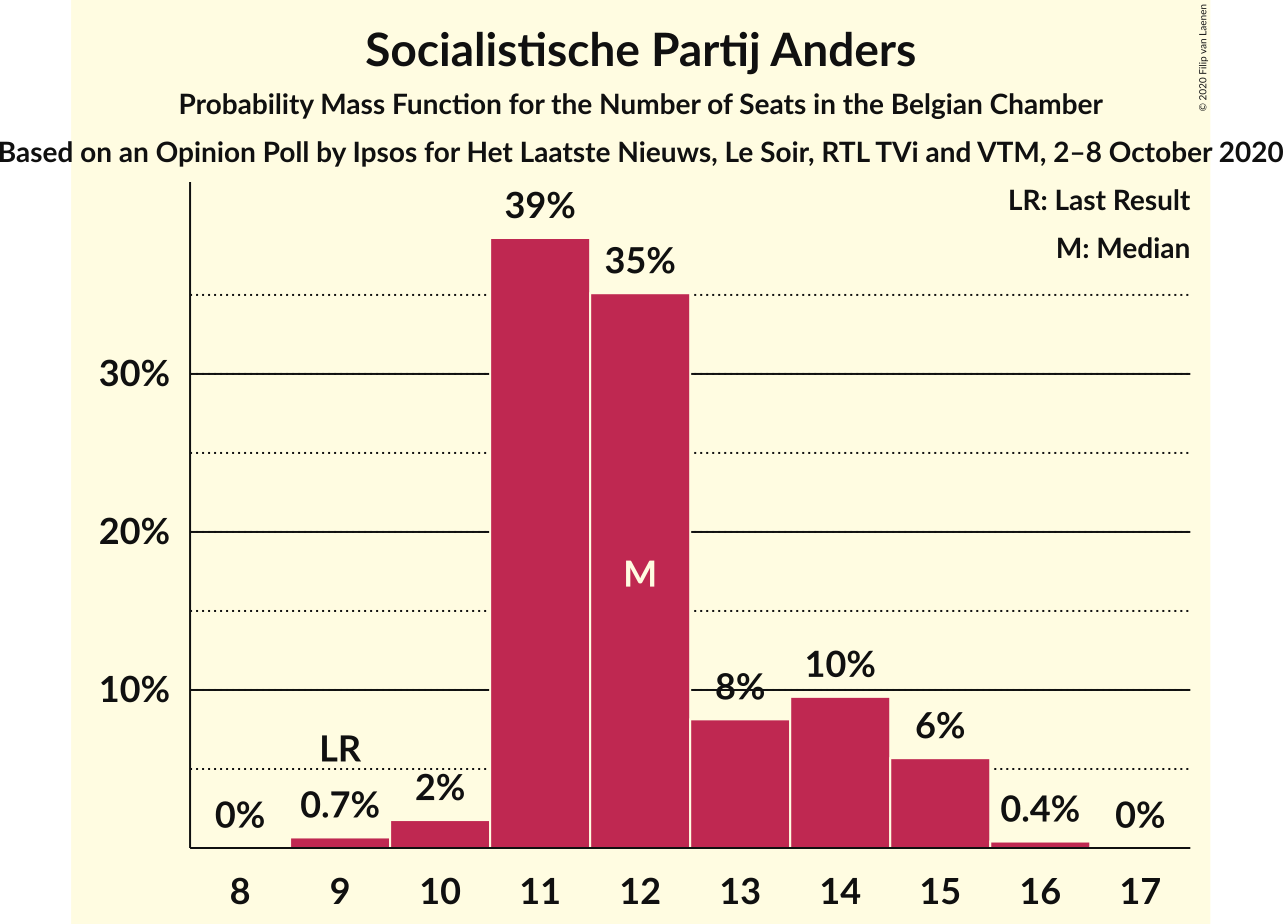 Socialistische Partij Anders
Probability Mass Function for the Number of Seats in the Belgian Chamber
Based on an Opinion Poll by Ipsos for Het Laatste Nieuws, Le Soir, RTL TVi and VTM, 2–8 October 2020
© 2020 Filip van Laenen
LR: Last Result
M: Median
39%
35%
30%
20%
M
10%
8%
10%
6%
LR
0%
0.7%
2%
0.4%
0%
8 9 10 11 12 13 14 15 16 17